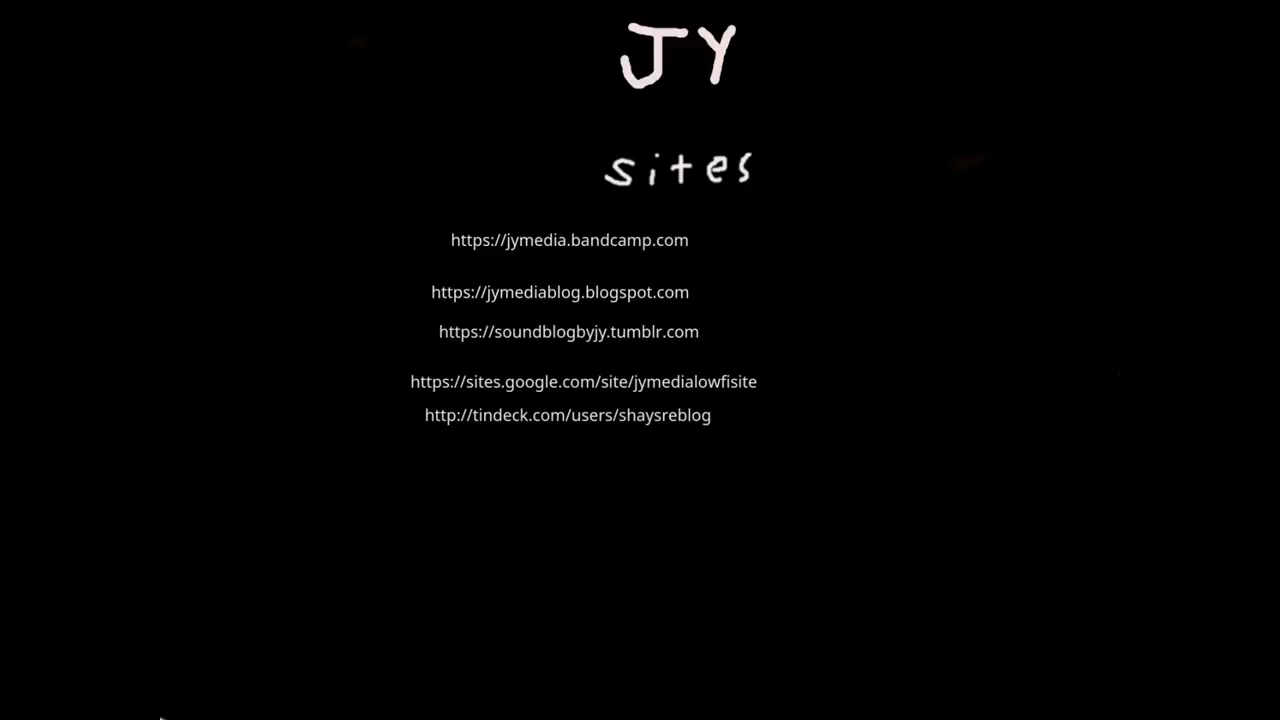 JY
sites
https://jymedia.bandcamp.com
https://jymediablog.blogspot.com
https://soundblogbyjy.tumblr.com
https://sites.google.com/site/jymedialowfisite
http://tindeck.com/users/shaysreblog